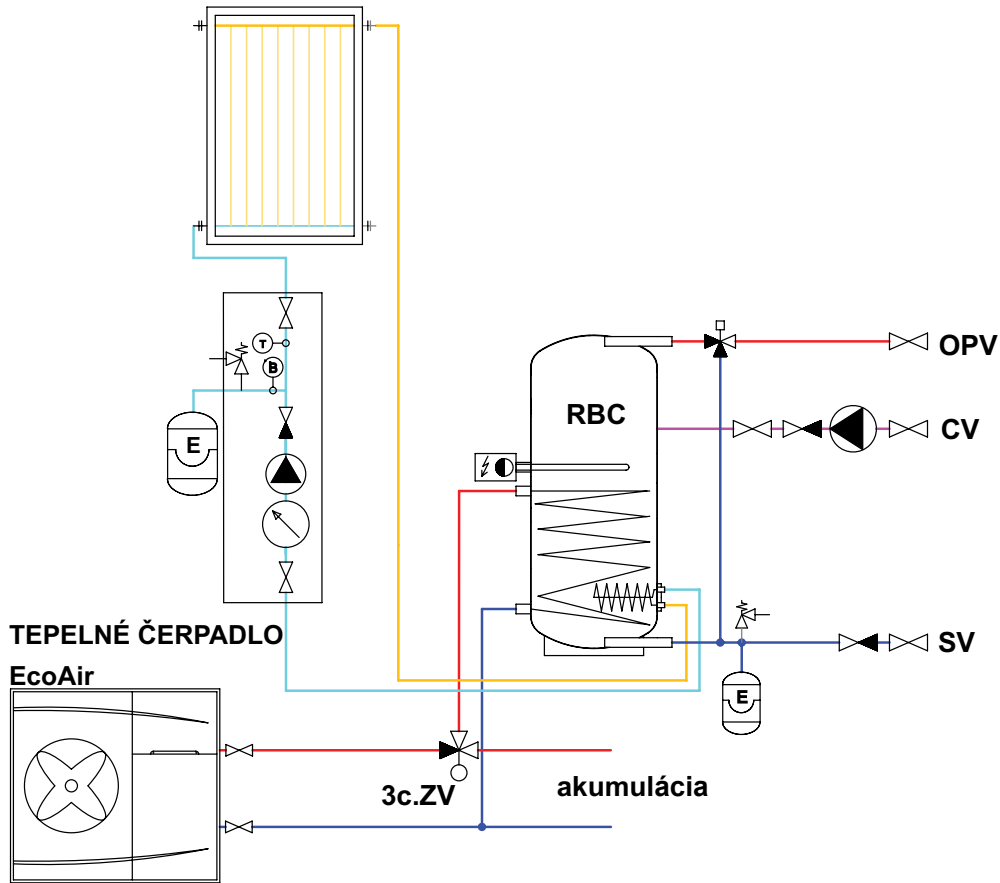 T
B
E
RBC
OPV
CV
SV
E
TEPELNÉ ČERPADLO
EcoAir
3c.ZV
akumulácia